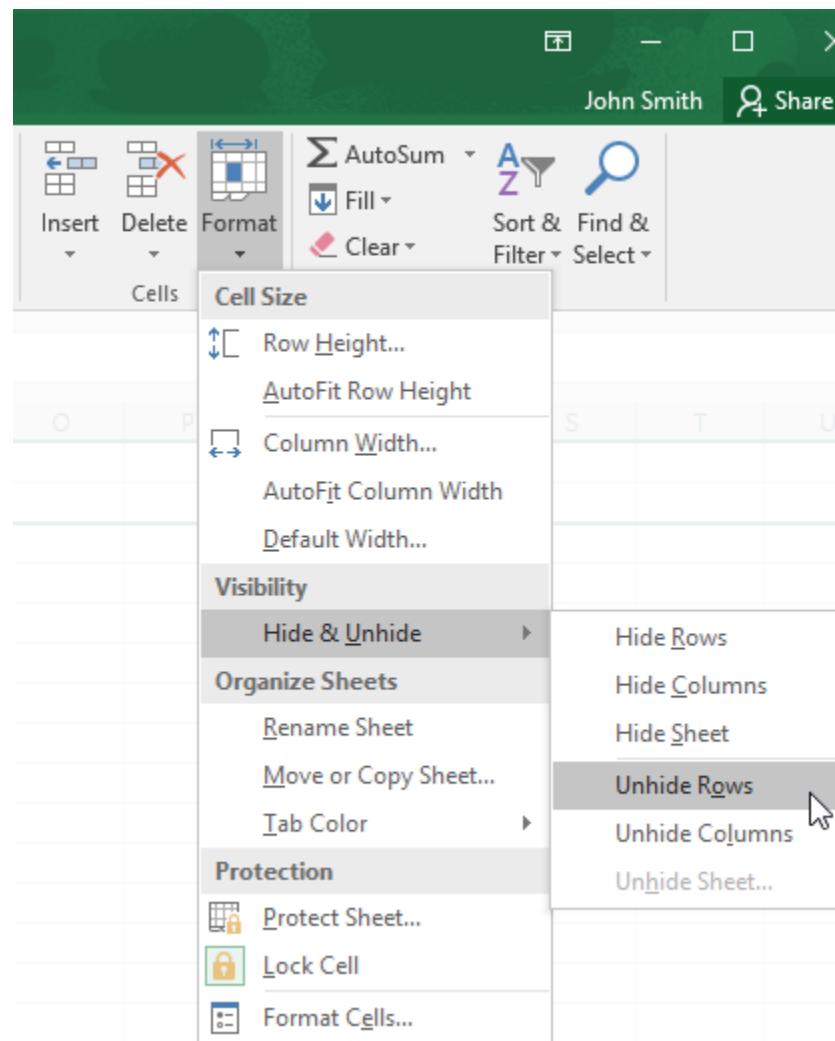 John Smith Share
AutoSum
Fill
Clear
Insert Delete Format
Sort & Filter
Find & Select
Cells
Cell Size
Row Height...
AutoFit Row Height
O P S T U
Column Width...
AutoFit Column Width
Default Width...
Visibility
Hide & Unhide
Organize Sheets
Rename Sheet
Move or Copy Sheet...
Tab Color
Protection
Protect Sheet...
Lock Cell
Format Cells...
Hide Rows
Hide Columns
Hide Sheet
Unhide Rows
Unhide Columns
Unhide Sheet...